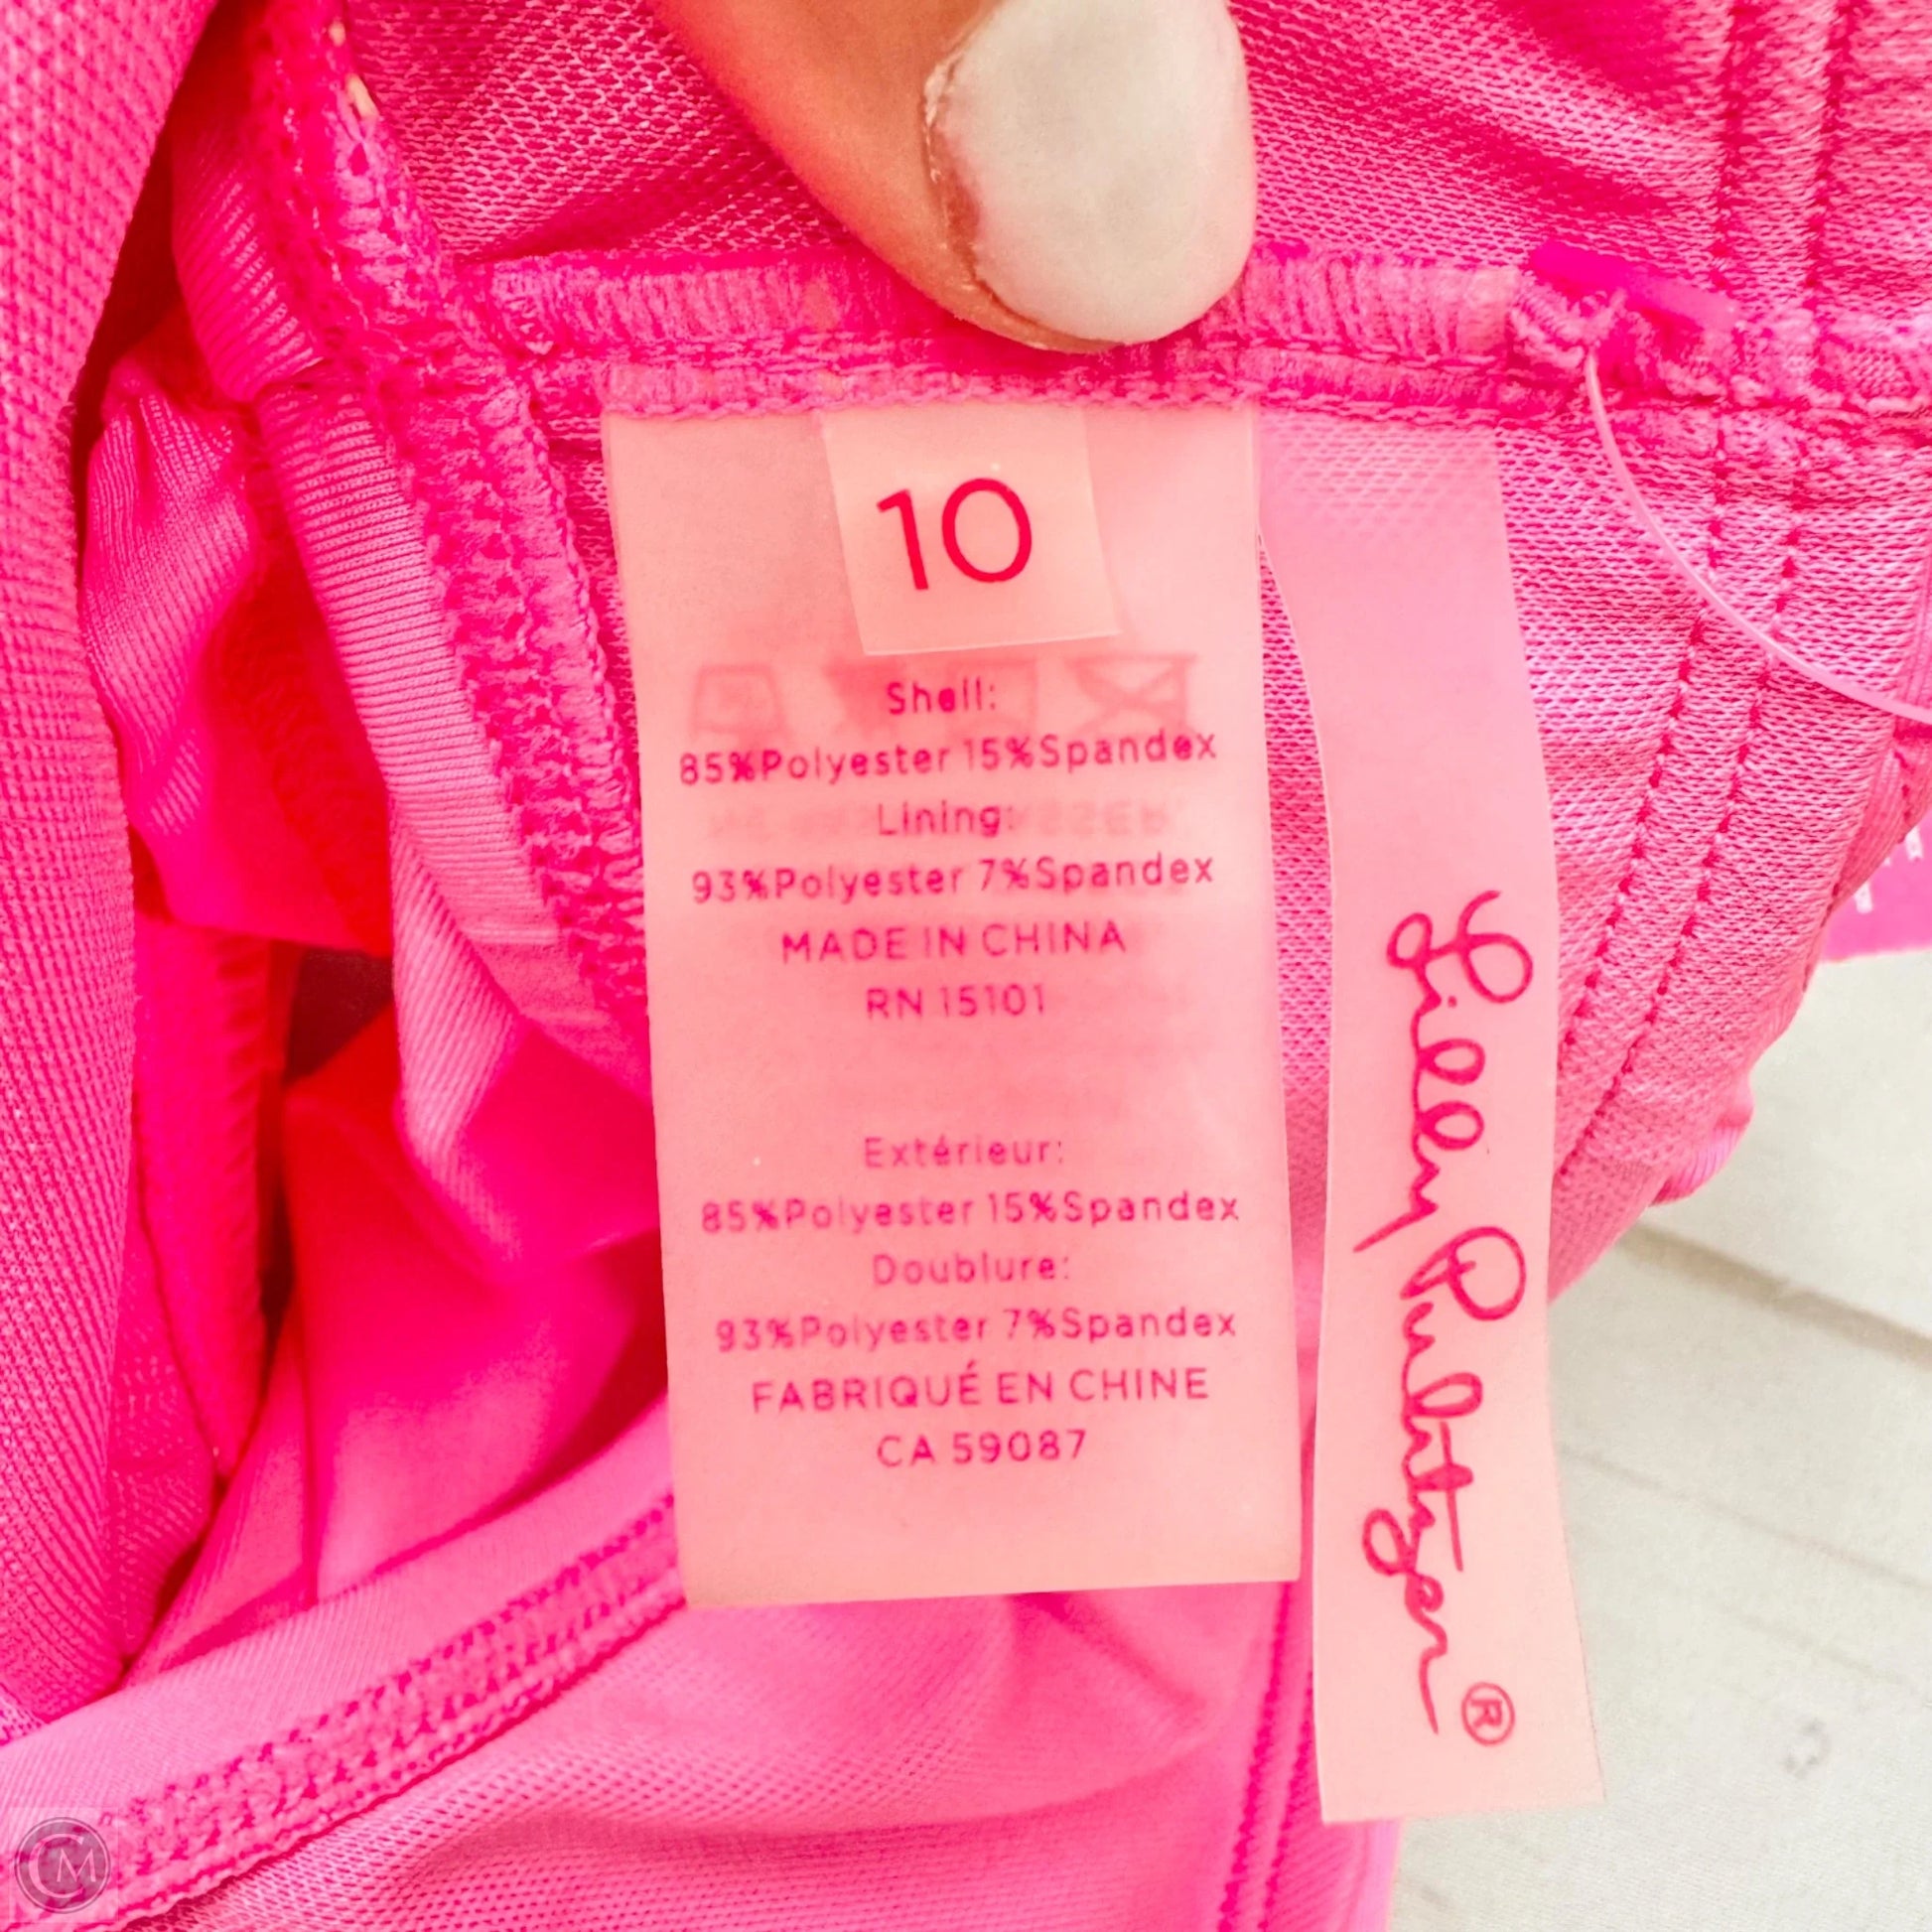 10
Shell:
85%Polyester 15%Spandex
Lining:
93%Polyester 7%Spandex
MADE IN CHINA
RN 15101
Extérieur:
85%Polyester 15%Spandex
Doublure:
93%Polyester 7%Spandex
FABRIQUÉ EN CHINE
CA 59087
Lilly Pulitzer®
CM